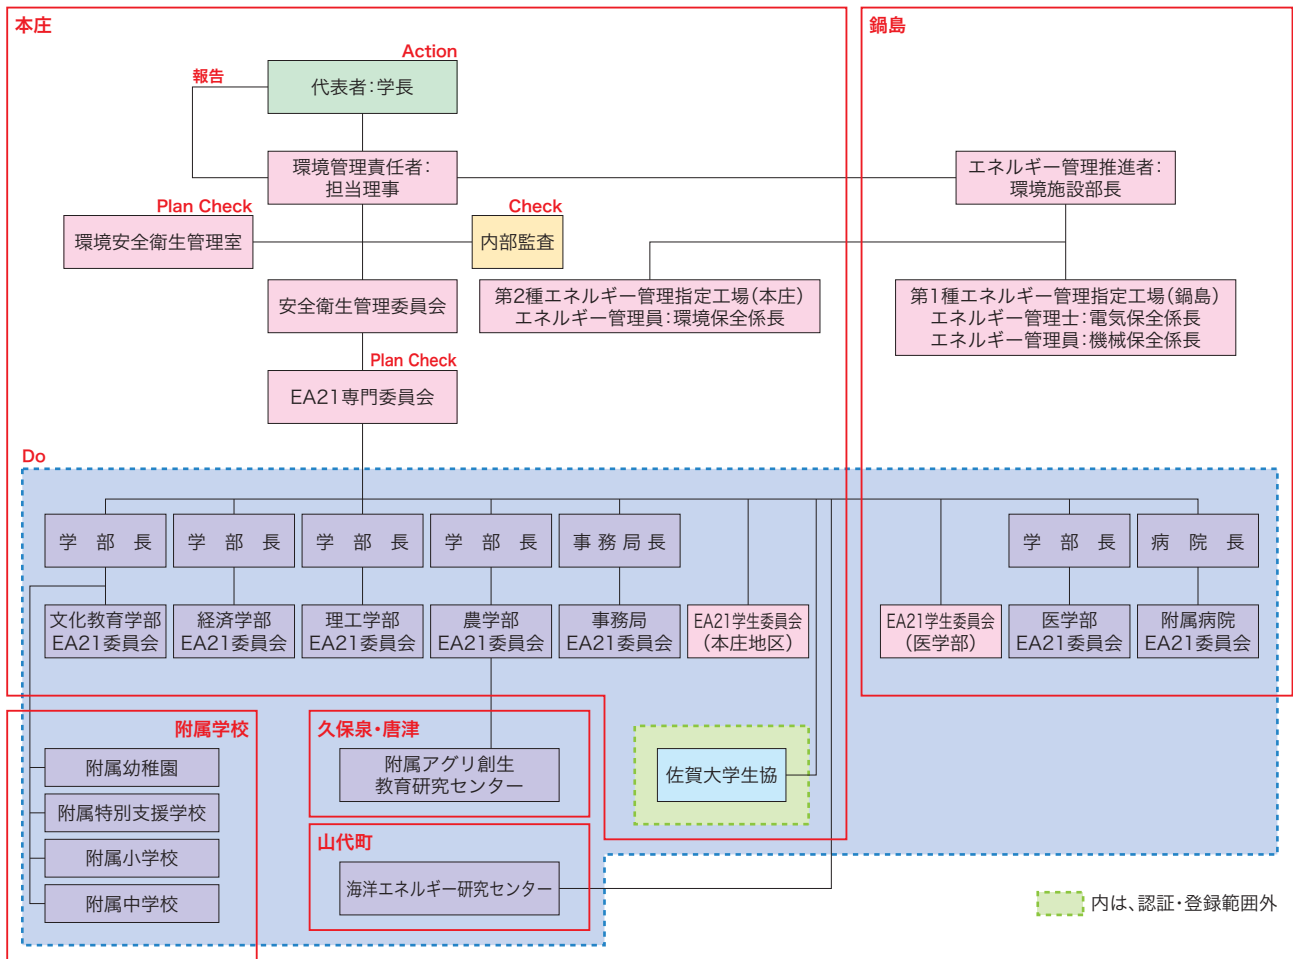 本庄
鍋島
Action
報告
代表者:学長
環境管理責任者:
担当理事
エネルギー管理推進者:
環境施設部長
Plan Check
Check
環境安全衛生管理室
内部監査
安全衛生管理委員会
第2種エネルギー管理指定工場(本庄)
エネルギー管理員:環境保全係長
第1種エネルギー管理指定工場(鍋島)
エネルギー管理士:電気保全係長
エネルギー管理員:機械保全係長
Plan Check
EA21専門委員会
Do
学 部 長
学 部 長
学 部 長
学 部 長
事 務 局 長
学 部 長
病 院 長
文化教育学部
EA21委員会
経済学部
EA21委員会
理工学部
EA21委員会
農学部
EA21委員会
事務局
EA21委員会
EA21学生委員会
(本庄地区)
EA21学生委員会
(医学部)
医学部
EA21委員会
附属病院
EA21委員会
附属学校
附属幼稚園
附属特別支援学校
附属小学校
附属中学校
久保泉・唐津
附属アグリ創生
教育研究センター
佐賀大学生協
山代町
海洋エネルギー研究センター
内は、認証・登録範囲外